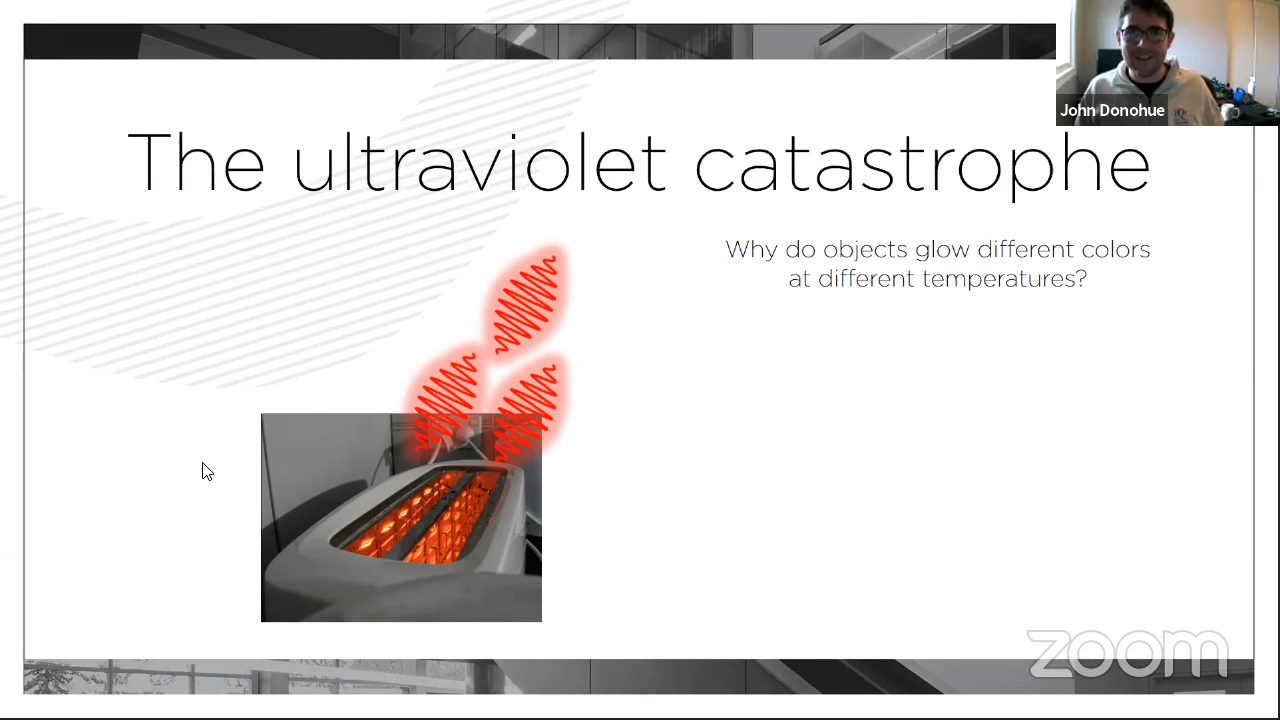 John Donohue
The ultraviolet catastrophe
Why do objects glow different colors
at different temperatures?
zoom